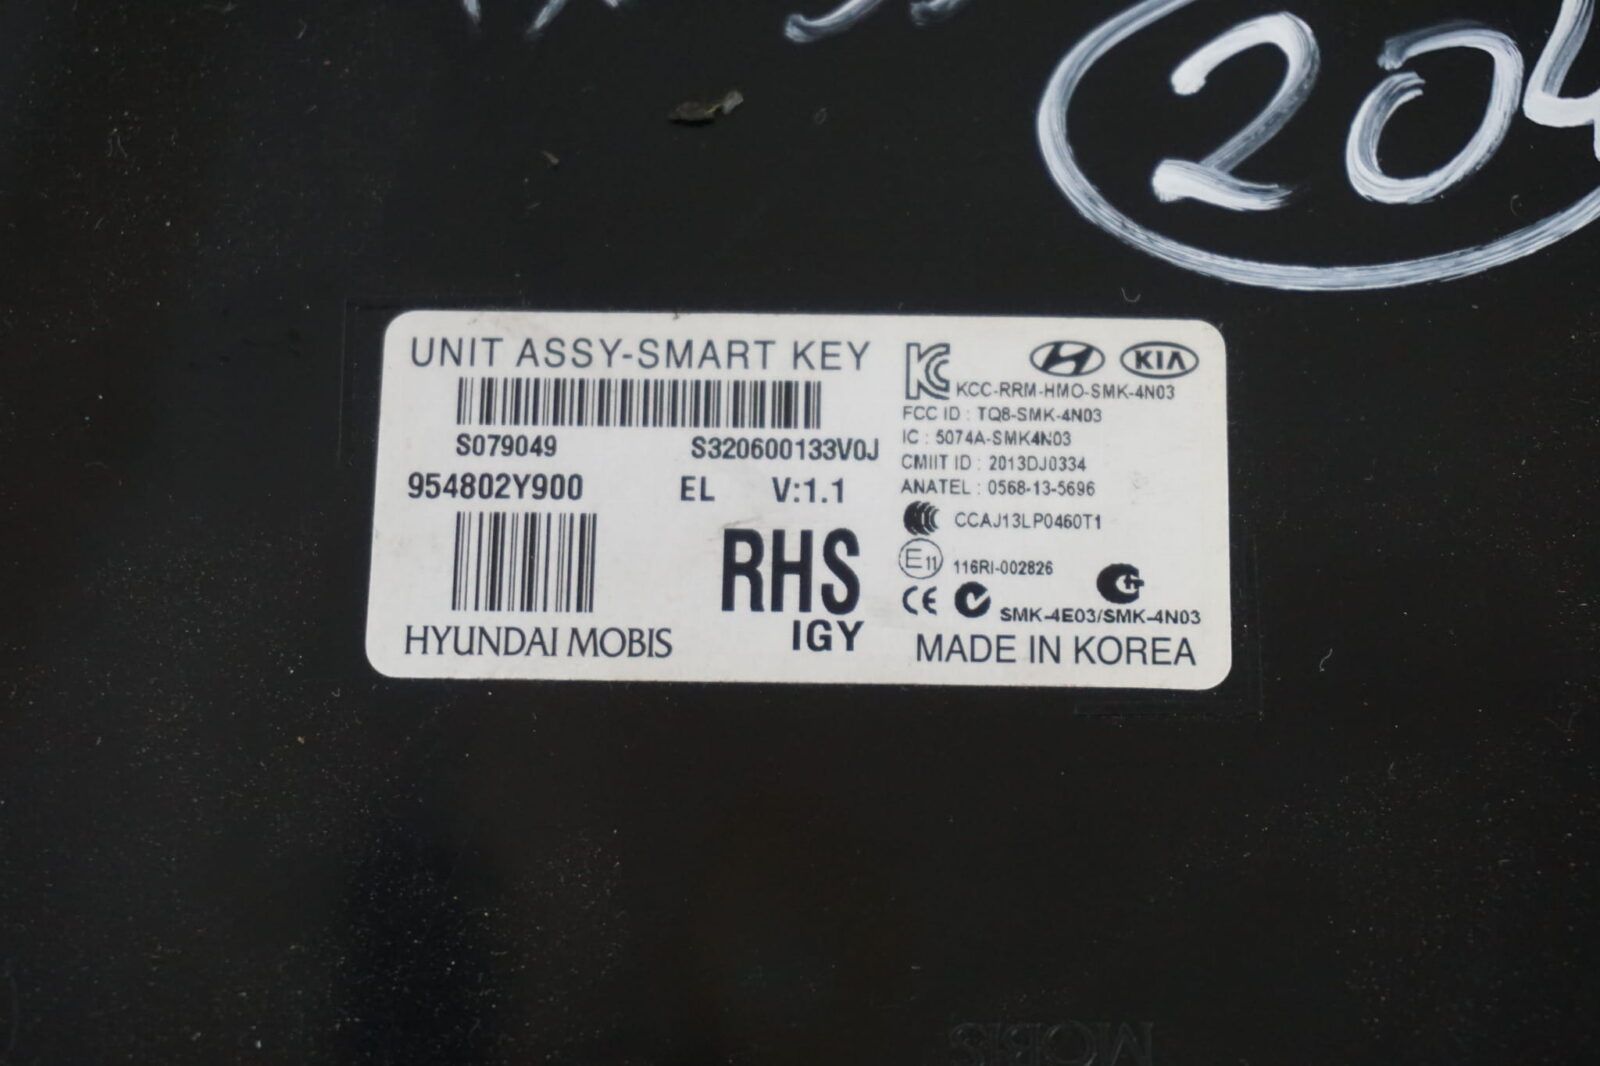 20
UNIT ASSY-SMART KEY
S079049 S320600133V0J
954802Y900 EL V:1.1
RHS
IGY
HYUNDAI MOBIS
KC
KIA
KCC-RRM-HMO-SMK-4N03
FCC ID : TQ8-SMK-4N03
IC : 5074A-SMK4N03
CMIIT ID : 2013DJ0334
ANATEL : 0568-13-5696
CCAJ13LP0460T1
E11 116RI-002826
CE
SMK-4E03/SMK-4N03
MADE IN KOREA
MOBIS